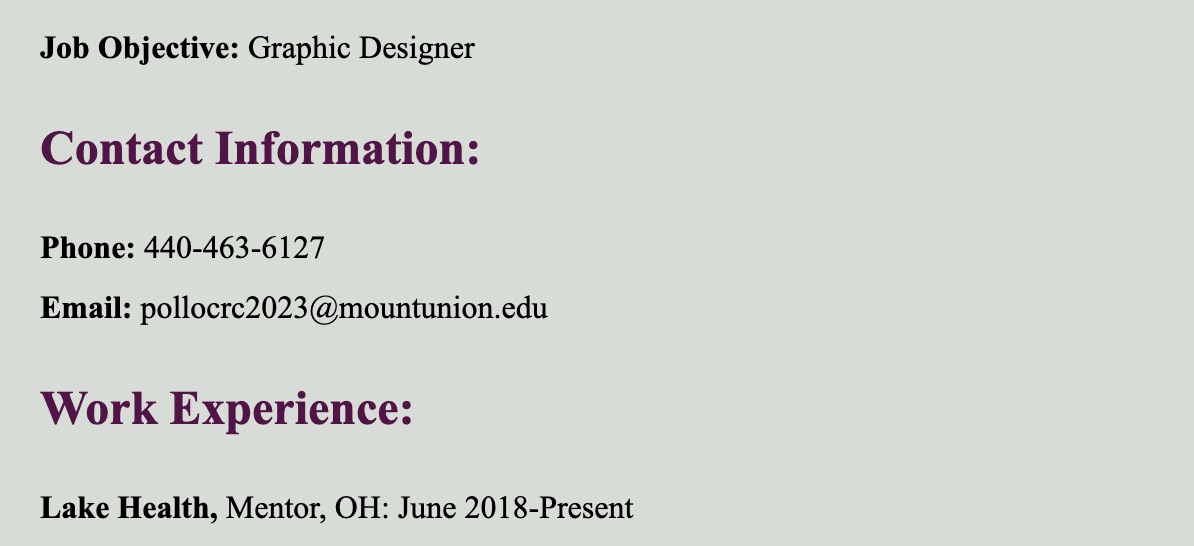 Job Objective: Graphic Designer
Contact Information:
Phone: 440-463-6127
Email: pollocrc2023@mountunion.edu
Work Experience:
Lake Health, Mentor, OH: June 2018-Present